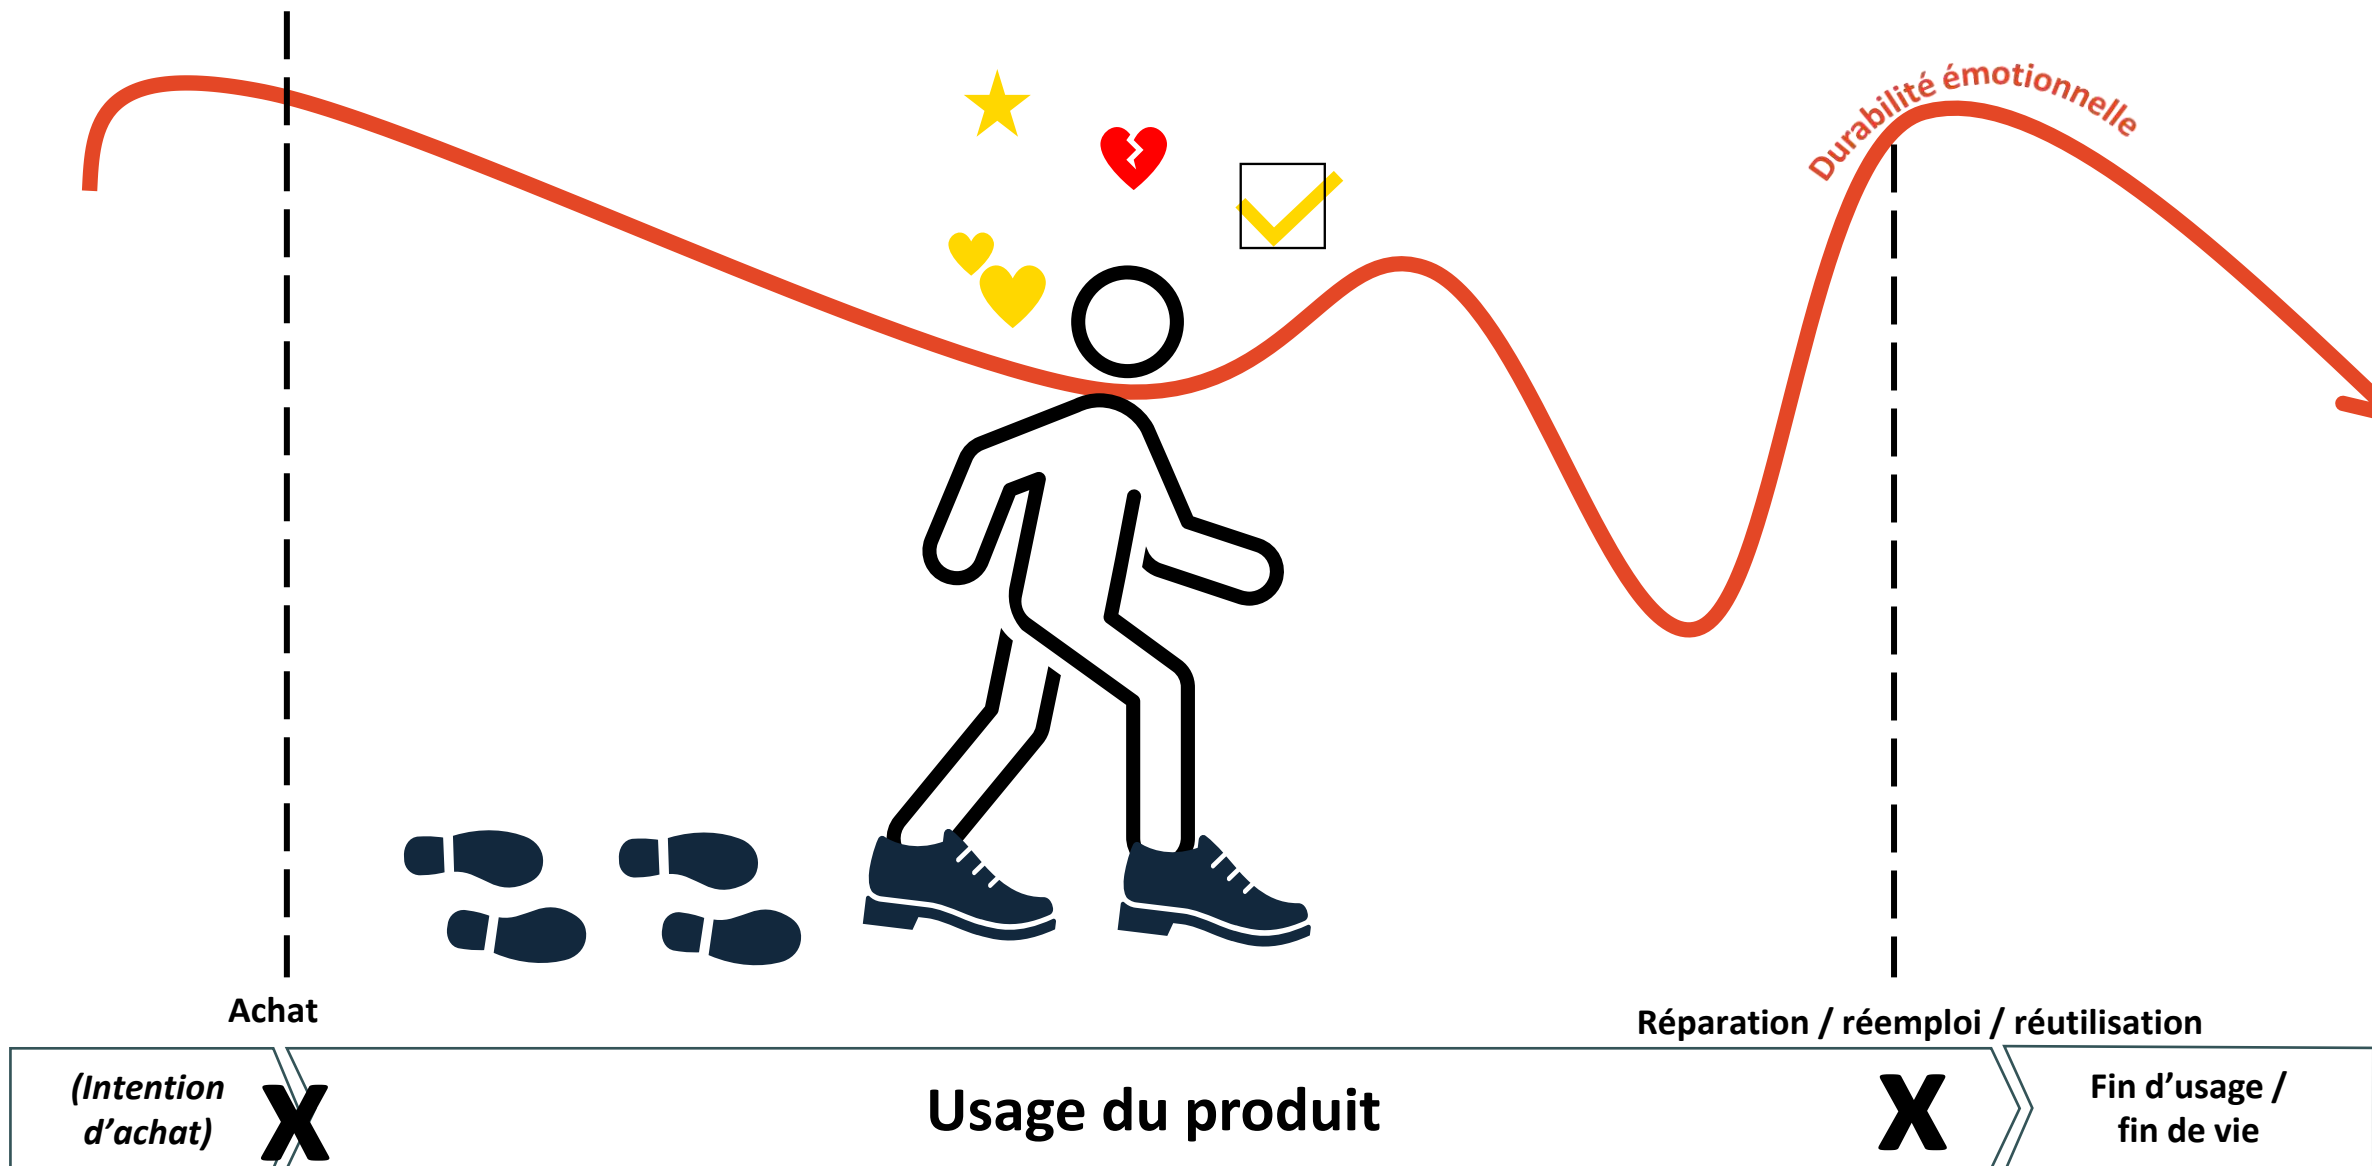 Durabilité émotionnelle
Achat
Réparation / réemploi / réutilisation
(Intention
d’achat)
X
Usage du produit
X
Fin d’usage /
fin de vie